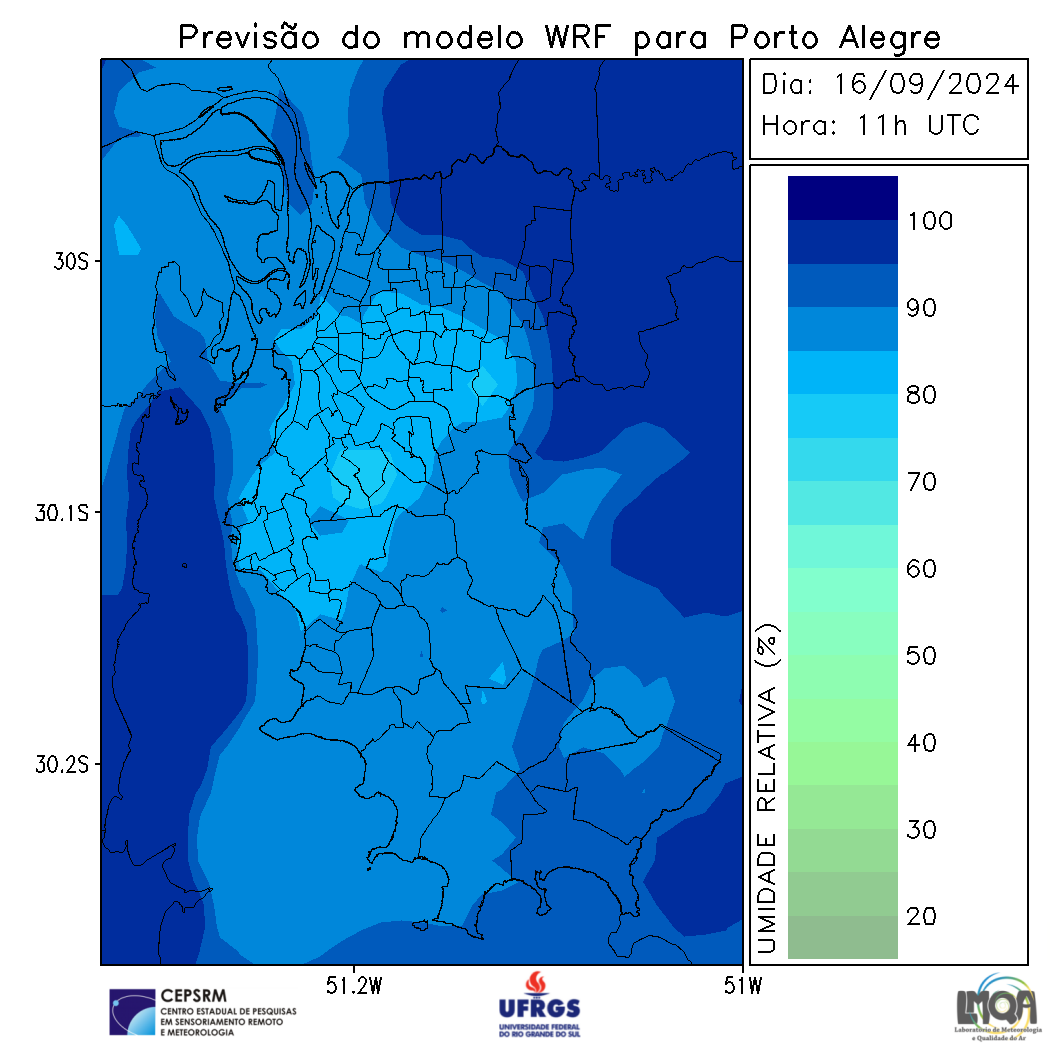 Previsão do modelo WRF para Porto Alegre
Dia: 16/09/2024
Hora: 11h UTC
30S
30.1S
30.2S
51.2W
51W
UMIDADE RELATIVA (%)
100
90
80
70
60
50
40
30
20
CEPSRM
CENTRO ESTADUAL DE PESQUISAS
EM SENSORIAMENTO REMOTO
E METEOROLOGIA
UFRGS
UNIVERSIDADE FEDERAL
DO RIO GRANDE DO SUL
LMQA
Laboratório de Meteorologia
e Qualidade do Ar